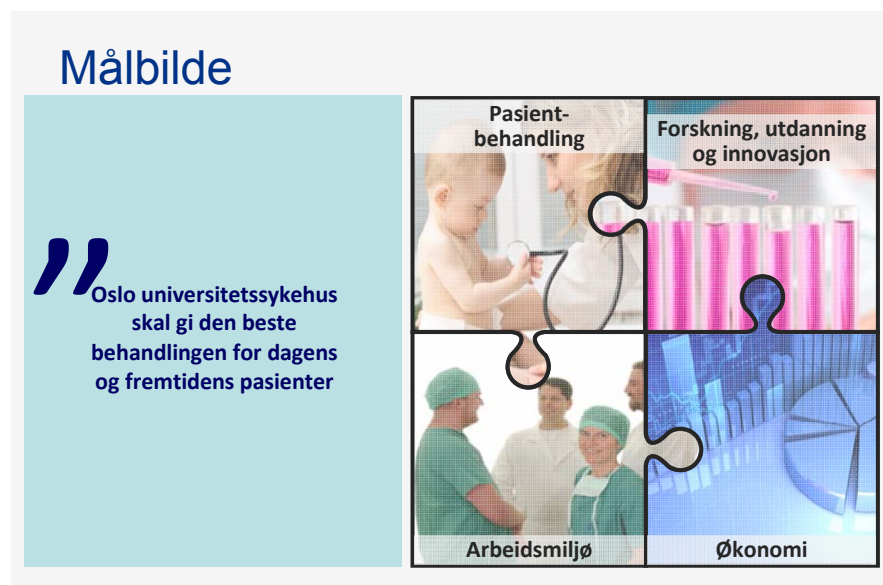 Målbilde
”
Oslo universitetssykehus
skal gi den beste
behandlingen for dagens
og fremtidens pasienter
Pasient-
behandling
Forskning, utdanning
og innovasjon
Arbeidsmiljø
Økonomi